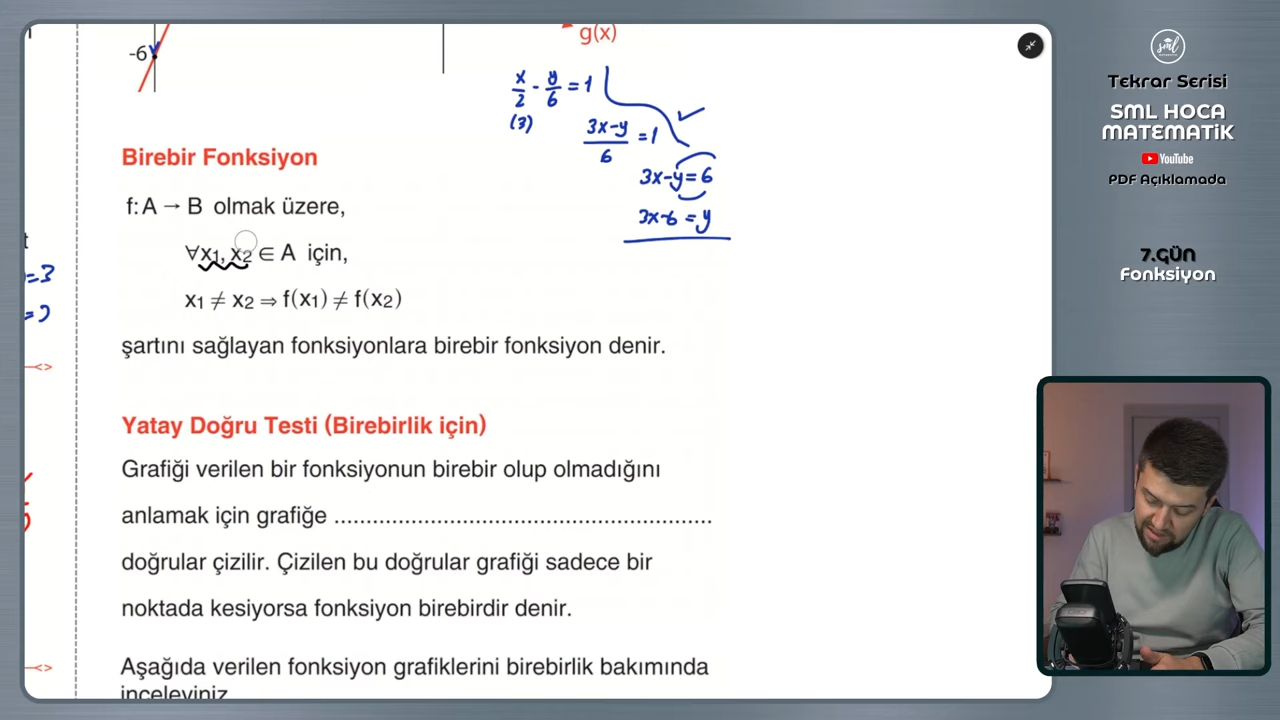 -6
g(x)
x/2 - y/6 = 1
(3)
3x-y/6 = 1
3x-y=6
3x-6=y
Birebir Fonksiyon
f: A → B olmak üzere,
∀x₁, x₂ ∈ A için,
x₁ ≠ x₂ ⇒ f(x₁) ≠ f(x₂)
şartını sağlayan fonksiyonlara birebir fonksiyon denir.
Yatay Doğru Testi (Birebirlik için)
Grafiği verilen bir fonksiyonun birebir olup olmadığını
anlamak için grafiğe ...........................................................
doğrular çizilir. Çizilen bu doğrular grafiği sadece bir
noktada kesiyorsa fonksiyon birebirdir denir.
Aşağıda verilen fonksiyon grafiklerini birebirlik bakımında
inceleyiniz
=3
sml
Tekrar Serisi
SML HOCA
MATEMATİK
YouTube
PDF Açıklamada
7.GÜN
Fonksiyon